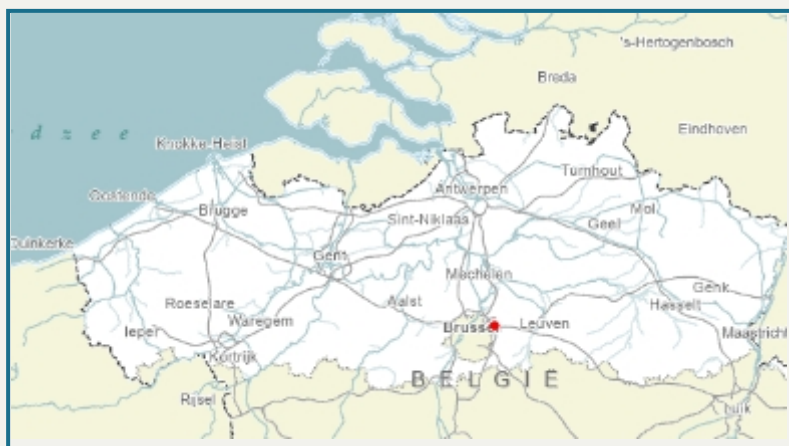 's-Hertogenbosch
Breda
d z e e
Eindhoven
Knokke-Heist
Turnhout
Antwerpen
Oostende
Mol
Brugge
Sint-Niklaas
Geel
Duinkerke
Gent
Mechelen
Genk
Roeselare
Aalst
Hasselt
Waregem
Brussel
Leuven
Ieper
Maastricht
Kortrijk
BELGIË
Rijsel
Luik